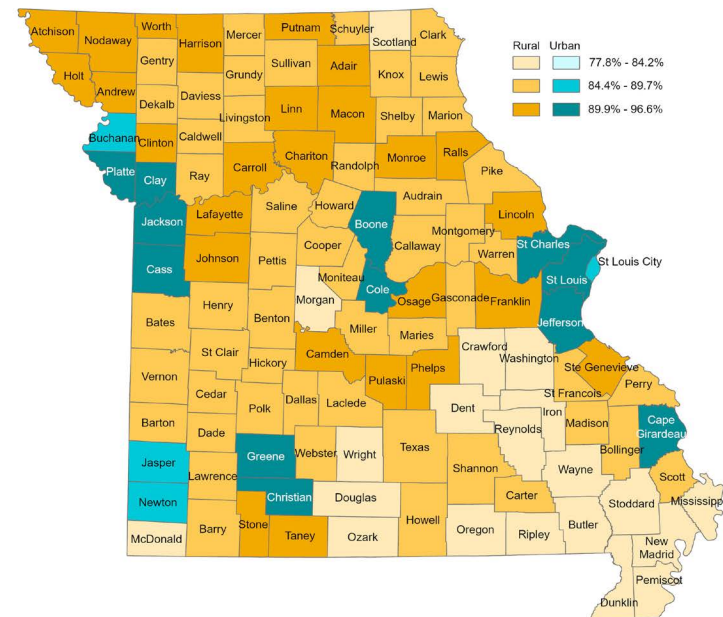 Rural Urban
77.8% - 84.2%
84.4% - 89.7%
89.9% - 96.6%
Atchison
Nodaway
Worth
Harrison
Mercer
Putnam
Schuyler
Scotland
Clark
Gentry
Sullivan
Adair
Knox
Lewis
Holt
Andrew
Daviess
Grundy
Dekalb
Linn
Macon
Shelby
Marion
Livingston
Buchanan
Clinton
Caldwell
Chariton
Randolph
Monroe
Ralls
Platte
Clay
Ray
Carroll
Pike
Audrain
Saline
Howard
Jackson
Lafayette
Boone
Lincoln
Montgomery
Callaway
Cooper
Warren
St Charles
St Louis City
Johnson
Pettis
Cass
Moniteau
Cole
St Louis
Morgan
Osage
Gasconade
Franklin
Henry
Benton
Bates
Miller
Maries
Jefferson
Crawford
Washington
St Clair
Camden
Hickory
Phelps
Ste Genevieve
Vernon
Pulaski
Perry
Cedar
Dallas
Laclede
St Francois
Polk
Dent
Iron
Barton
Dade
Reynolds
Madison
Cape
Girardeau
Texas
Bollinger
Greene
Webster
Wright
Jasper
Shannon
Wayne
Lawrence
Scott
Christian
Douglas
Carter
Newton
Stoddard
Mississipp
Howell
Stone
Barry
Taney
Ozark
Oregon
Ripley
Butler
McDonald
New
Madrid
Pemiscot
Dunklin